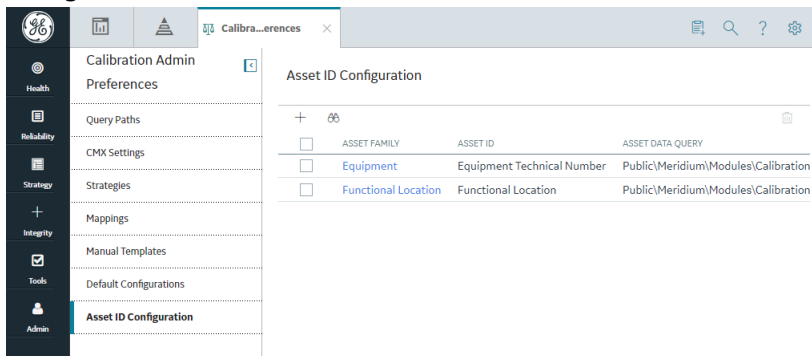 Calibra...erences
Health
Reliability
Strategy
Integrity
Tools
Admin
Calibration Admin
Preferences
Query Paths
CMX Settings
Strategies
Mappings
Manual Templates
Default Configurations
Asset ID Configuration
Asset ID Configuration
ASSET FAMILY ASSET ID ASSET DATA QUERY
Equipment Equipment Technical Number Public\Meridium\Modules\Calibration
Functional Location Functional Location Public\Meridium\Modules\Calibration